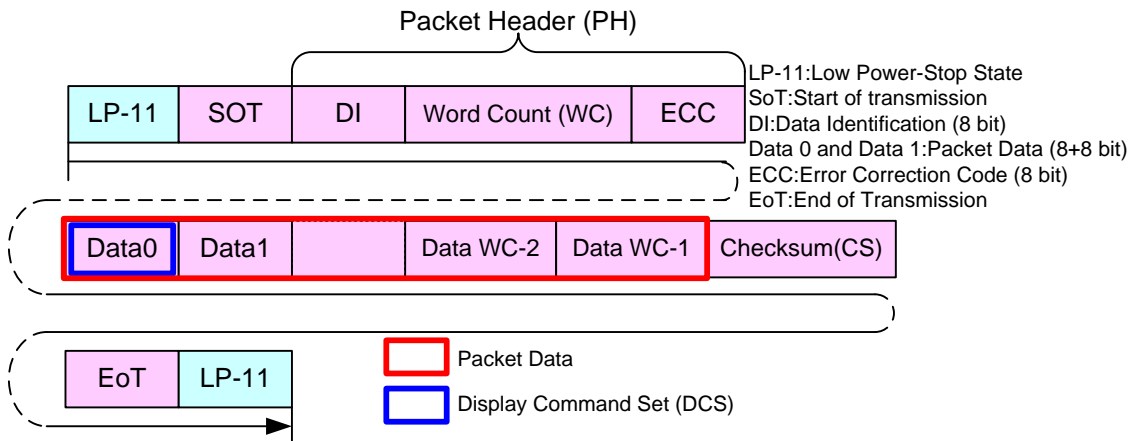 Packet Header (PH)
LP-11 SOT DI Word Count (WC) ECC
LP-11:Low Power-Stop State
SoT:Start of transmission
DI:Data Identification (8 bit)
Data 0 and Data 1:Packet Data (8+8 bit)
ECC:Error Correction Code (8 bit)
EoT:End of Transmission
Data0 Data1 Data WC-2 Data WC-1 Checksum(CS)
EoT LP-11
Packet Data
Display Command Set (DCS)